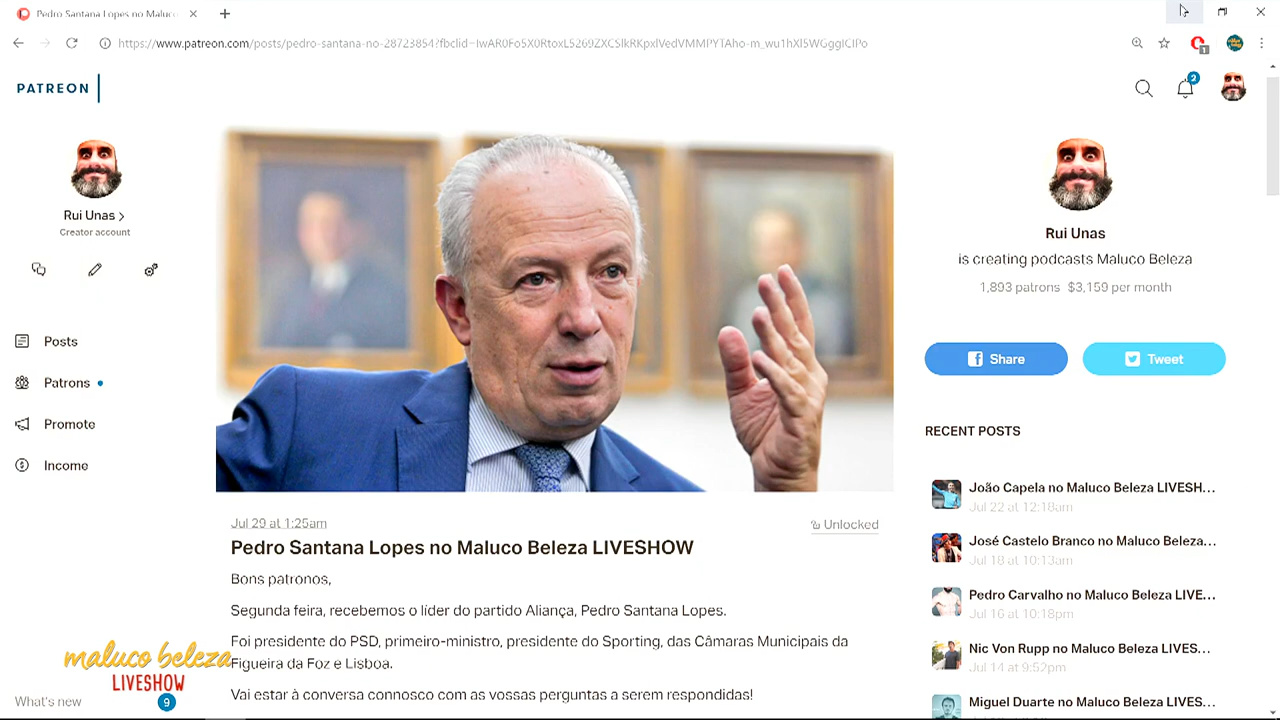 Pedro Santana Lopes no Maluco
https://www.patreon.com/posts/pedro-santana-no-28723854?fbclid=
PATREON
2
Rui Unas >
Creator account
Posts
Patrons
Promote
Income
What's new
9
maluco beleza
LIVESHOW
Jul 29 at 1:25am
Unlocked
Pedro Santana Lopes no Maluco Beleza LIVESHOW
Bons patronos,
Segunda feira, recebemos o líder do partido Aliança, Pedro Santana Lopes.
Foi presidente do PSD, primeiro-ministro, presidente do Sporting, das Câmaras Municipais da
Figueira da Foz e Lisboa.
Vai estar à conversa connosco com as vossas perguntas a serem respondidas!
Rui Unas
is creating podcasts Maluco Beleza
1,893 patrons $3,159 per month
Share
Tweet
RECENT POSTS
João Capela no Maluco Beleza LIVESH...
Jul 22 at 12:18am
José Castelo Branco no Maluco Beleza...
Jul 18 at 10:13am
Pedro Carvalho no Maluco Beleza LIVE...
Jul 16 at 10:18pm
Nic Von Rupp no Maluco Beleza LIVES...
Jul 14 at 9:52pm
Miguel Duarte no Maluco Beleza LIVES...